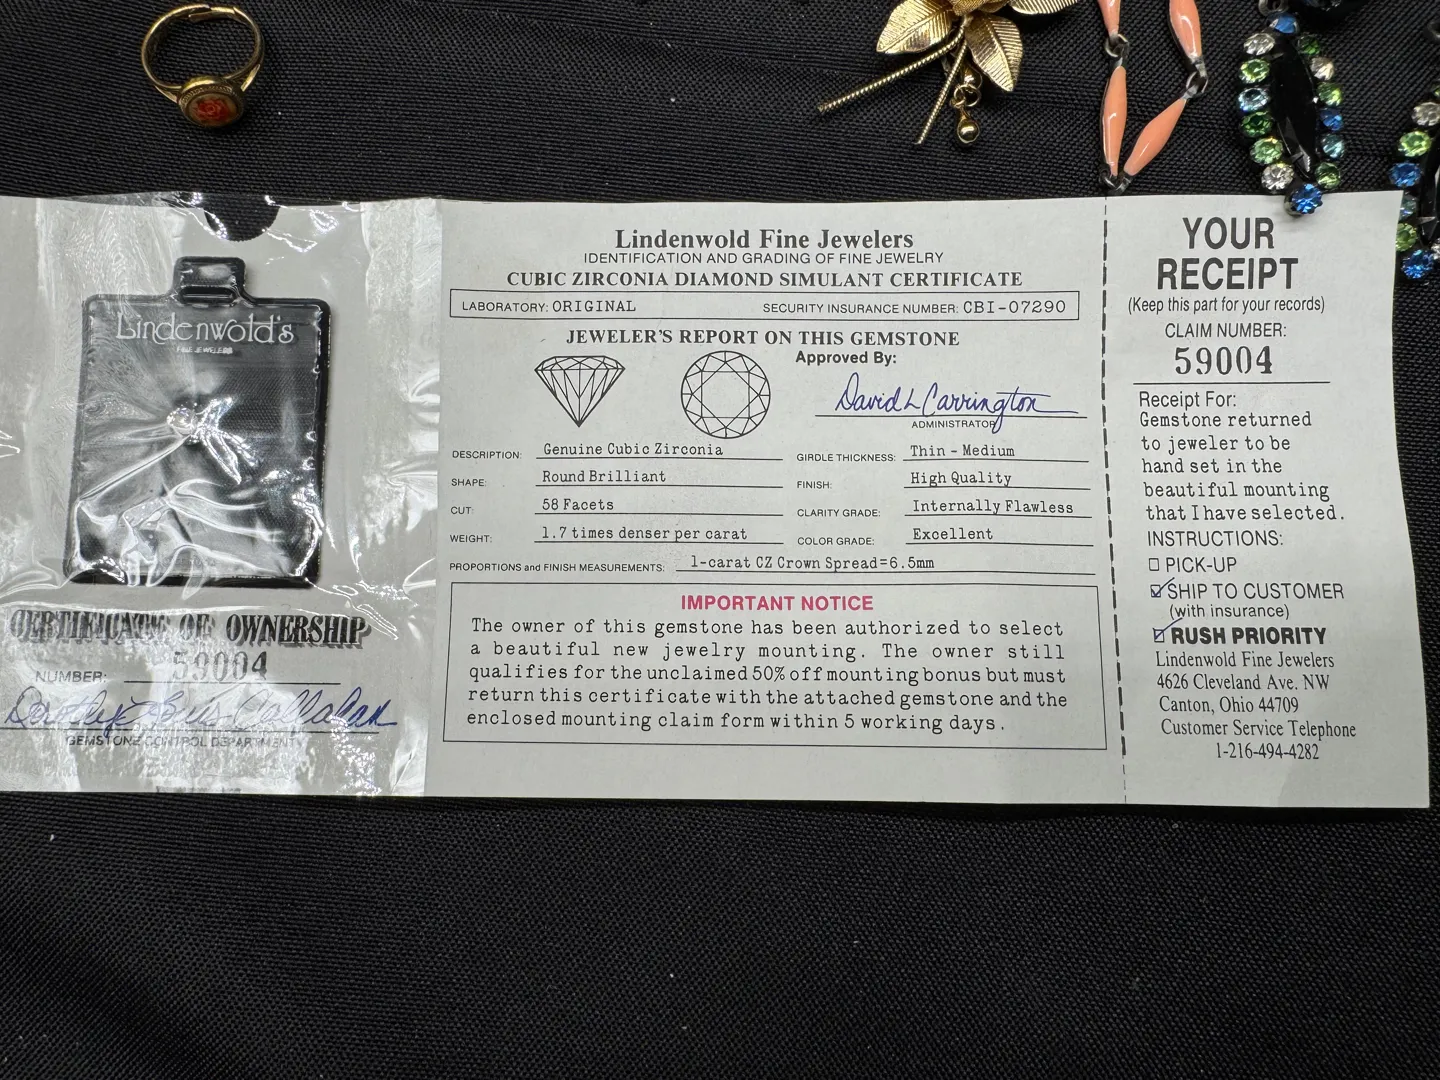 Lindenwold's
FINE JEWELERS
CERTIFICATE OF OWNERSHIP
NUMBER: 59004
GEMSTONE CONTROL DEPARTMENT
Lindenwold Fine Jewelers
IDENTIFICATION AND GRADING OF FINE JEWELRY
CUBIC ZIRCONIA DIAMOND SIMULANT CERTIFICATE
LABORATORY: ORIGINAL SECURITY INSURANCE NUMBER: CBI-07290
JEWELER'S REPORT ON THIS GEMSTONE
Approved By:
David L Carrington
ADMINISTRATOR
DESCRIPTION: Genuine Cubic Zirconia
SHAPE: Round Brilliant
CUT: 58 Facets
WEIGHT: 1.7 times denser per carat
GIRDLE THICKNESS: Thin - Medium
FINISH: High Quality
CLARITY GRADE: Internally Flawless
COLOR GRADE: Excellent
PROPORTIONS and FINISH MEASUREMENTS: 1-carat CZ Crown Spread=6.5mm
IMPORTANT NOTICE
The owner of this gemstone has been authorized to select
a beautiful new jewelry mounting. The owner still
qualifies for the unclaimed 50% off mounting bonus but must
return this certificate with the attached gemstone and the
enclosed mounting claim form within 5 working days.
YOUR
RECEIPT
(Keep this part for your records)
CLAIM NUMBER:
59004
Receipt For:
Gemstone returned
to jeweler to be
hand set in the
beautiful mounting
that I have selected.
INSTRUCTIONS:
PICK-UP
SHIP TO CUSTOMER
(with insurance)
RUSH PRIORITY
Lindenwold Fine Jewelers
4626 Cleveland Ave. NW
Canton, Ohio 44709
Customer Service Telephone
1-216-494-4282